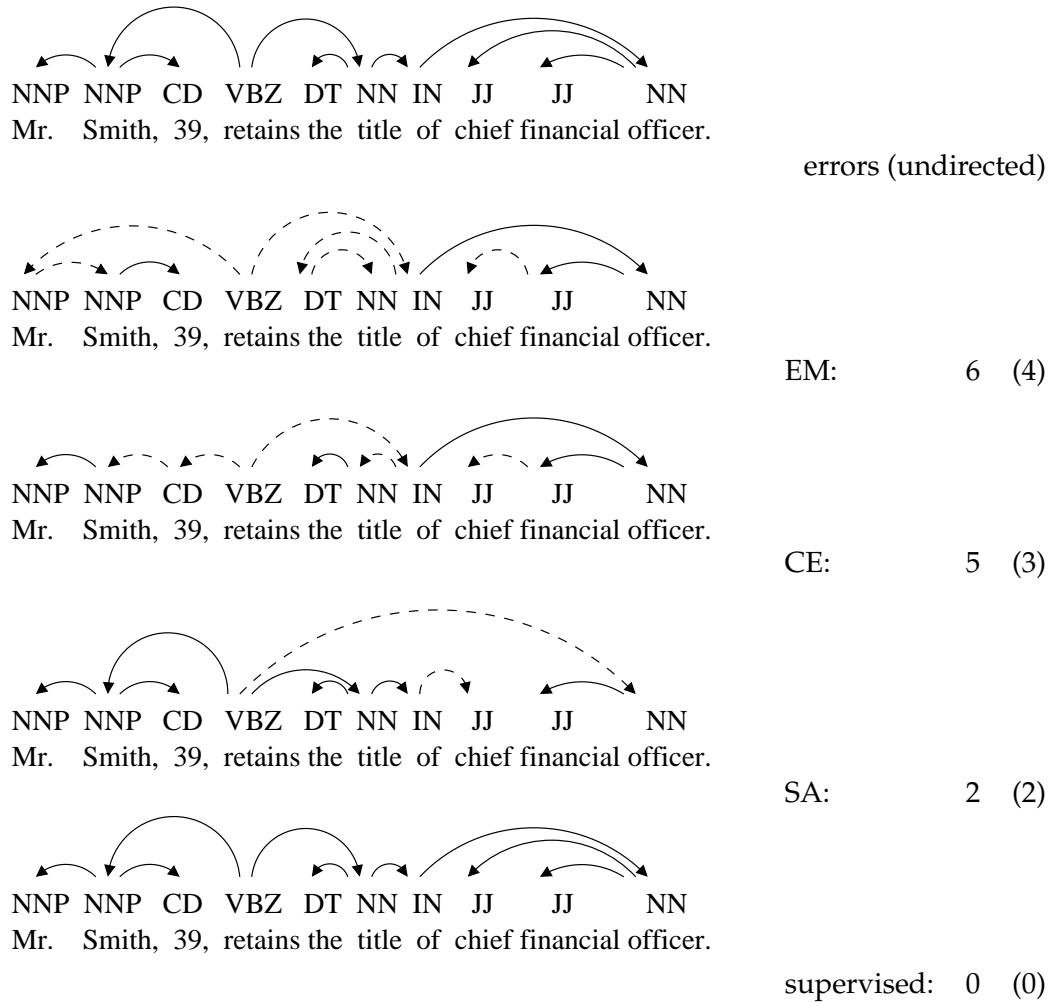 NNP NNP CD VBZ DT NN IN JJ JJ NN
Mr. Smith, 39, retains the title of chief financial officer.
errors (undirected)
NNP NNP CD VBZ DT NN IN JJ JJ NN
Mr. Smith, 39, retains the title of chief financial officer.
EM: 6 (4)
NNP NNP CD VBZ DT NN IN JJ JJ NN
Mr. Smith, 39, retains the title of chief financial officer.
CE: 5 (3)
NNP NNP CD VBZ DT NN IN JJ JJ NN
Mr. Smith, 39, retains the title of chief financial officer.
SA: 2 (2)
NNP NNP CD VBZ DT NN IN JJ JJ NN
Mr. Smith, 39, retains the title of chief financial officer.
supervised: 0 (0)